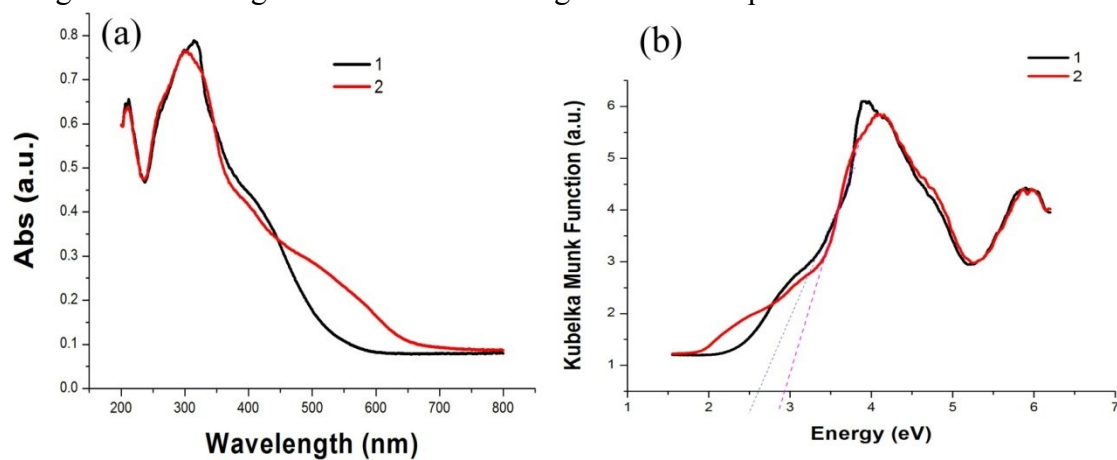 (a)
1
2
Abs (a.u.)
0.8
0.7
0.6
0.5
0.4
0.3
0.2
0.1
0.0
200 300 400 500 600 700 800
Wavelength (nm)
(b)
1
2
Kubelka Munk Function (a.u.)
6
5
4
3
2
1
1 2 3 4 5 6 7
Energy (eV)